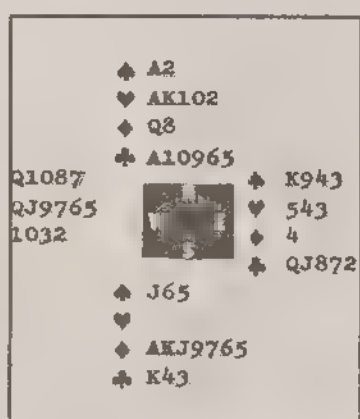 ♠ A2
♥ AK102
♦ Q8
♣ A10965
Q1087
QJ9765
1032
♠ K943
♥ 543
♦ 4
♣ QJ872
♠ J65
♥
♦ AKJ9765
♣ K43